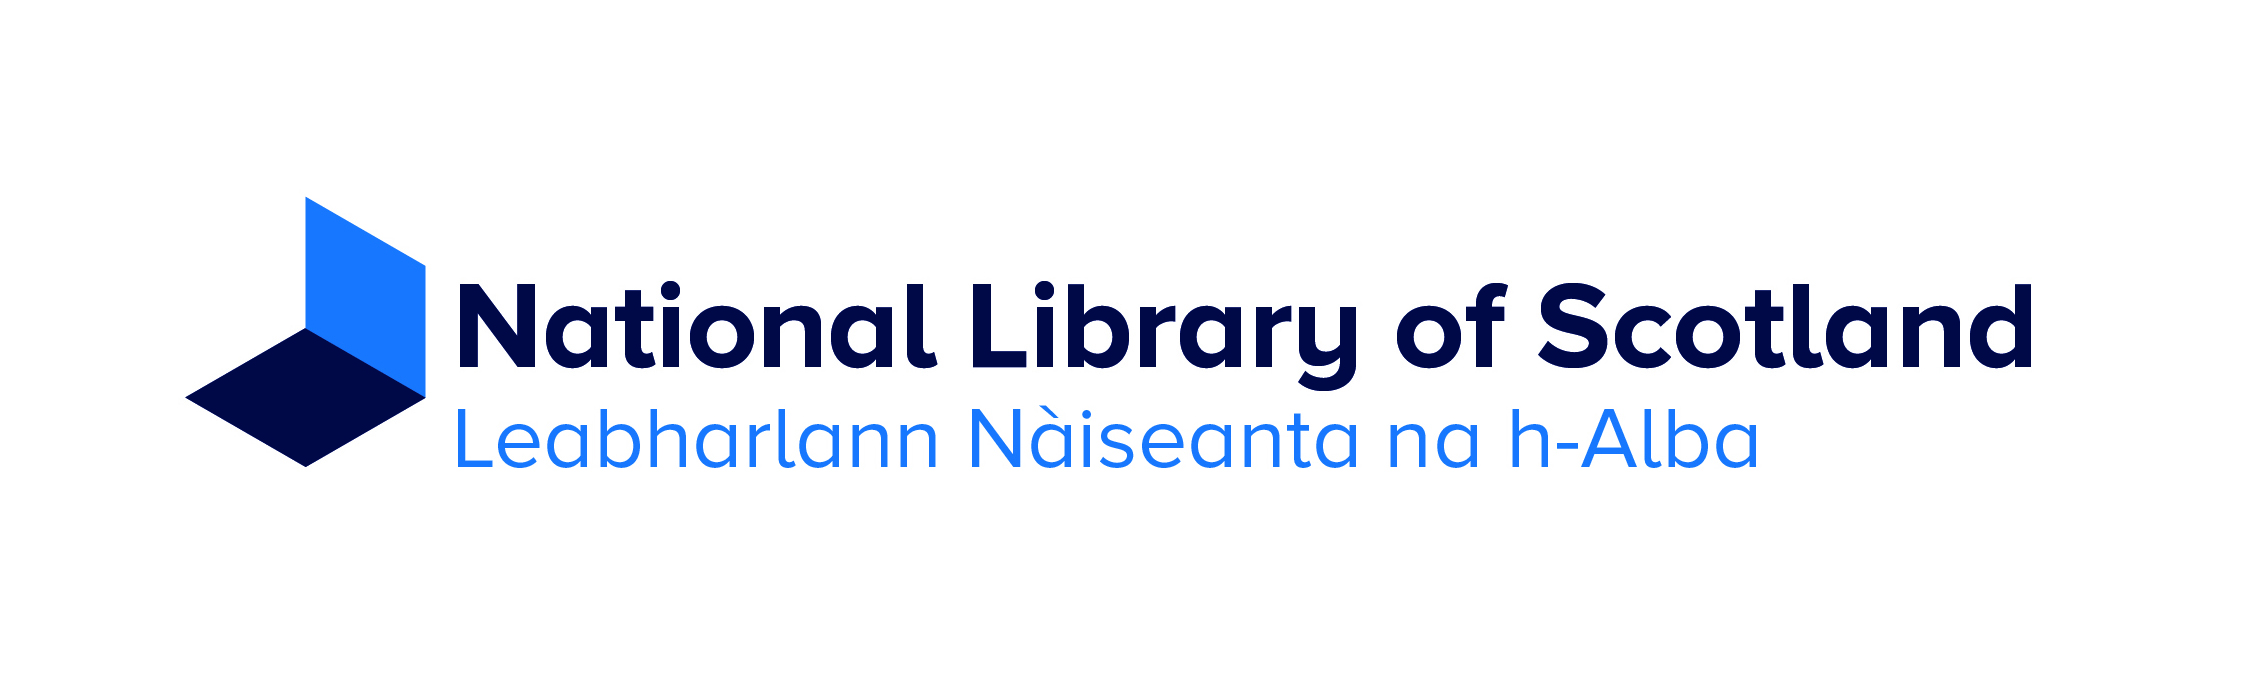 National Library of Scotland
Leabharlann Nàiseanta na h-Alba